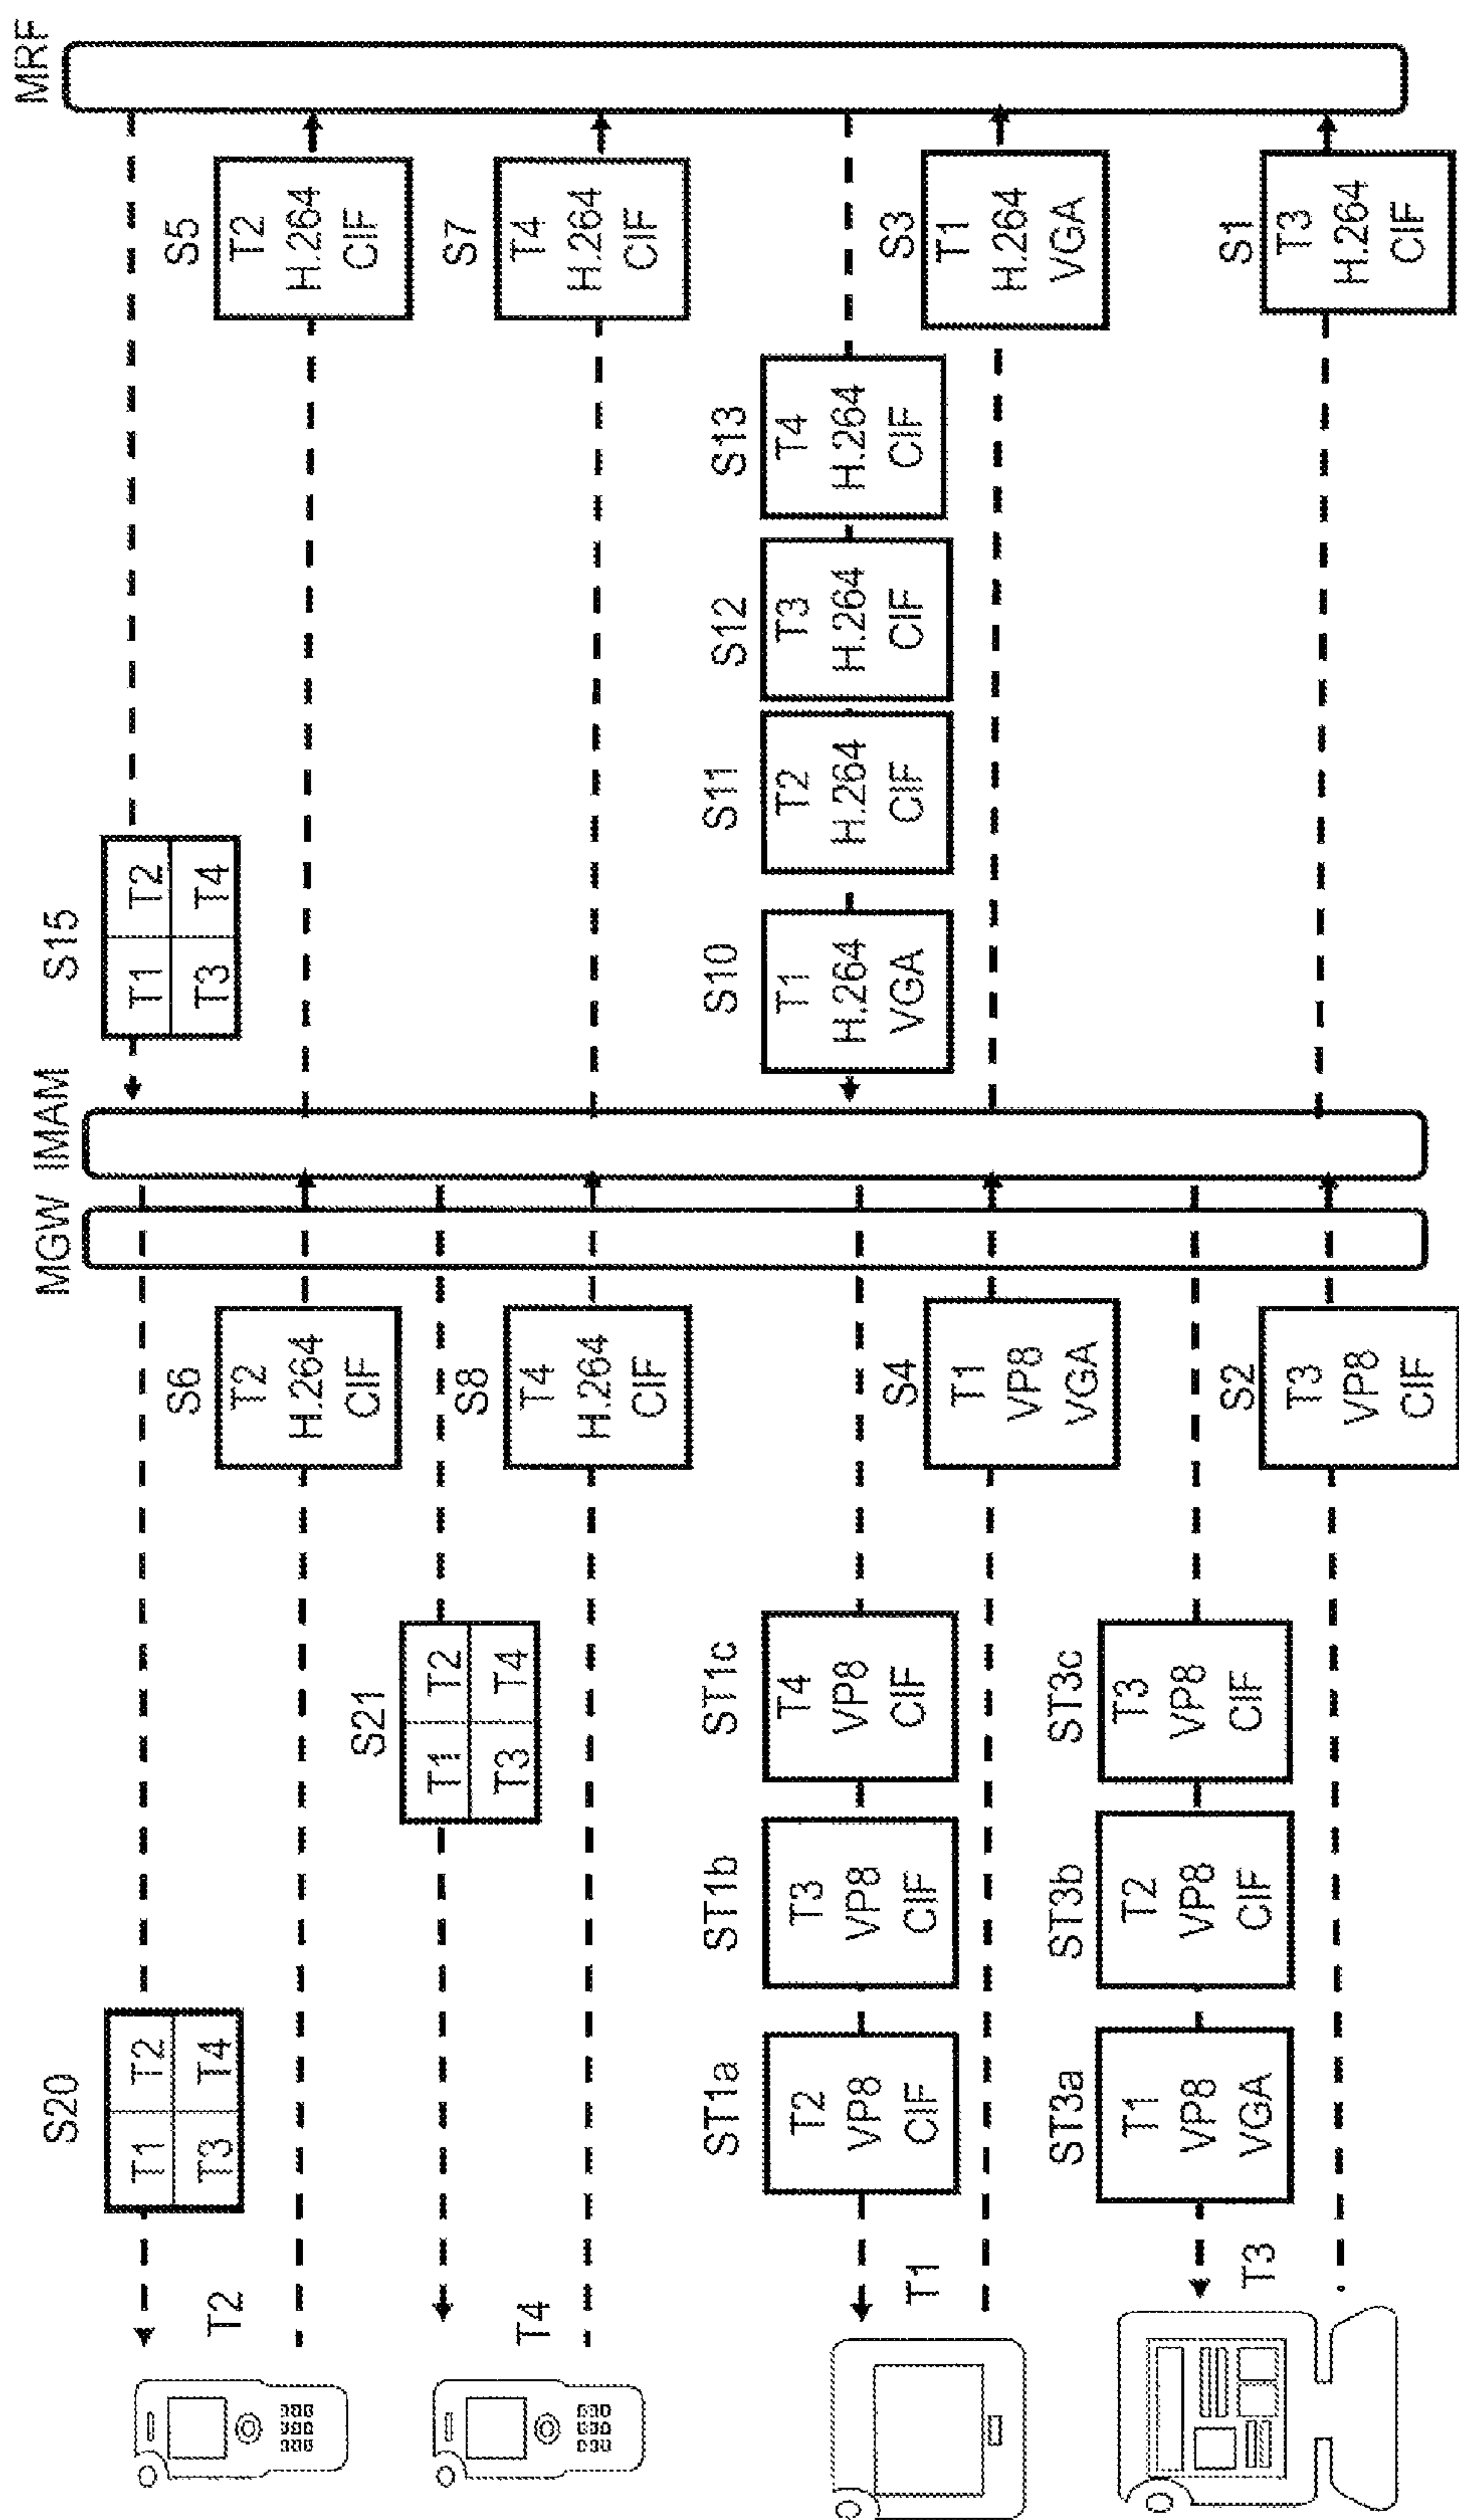 MRF
MGW IMAM
S15
T1 T2
T3 T4
S5
T2
H.264
CIF
S7
T4
H.264
CIF
S10
T1
H.264
VGA
S11
T2
H.264
CIF
S12
T3
H.264
CIF
S13
T4
H.264
CIF
S3
T1
H.264
VGA
S1
T3
H.264
CIF
S20
T1 T2
T3 T4
S6
T2
H.264
CIF
T2
S21
T1 T2
T3 T4
S8
T4
H.264
CIF
T4
ST1a
T2
VP8
CIF
ST1b
T3
VP8
CIF
ST1c
T4
VP8
CIF
S4
T1
VP8
VGA
T1
ST3a
T1
VP8
VGA
ST3b
T2
VP8
CIF
ST3c
T3
VP8
CIF
S2
T3
VP8
CIF
T3